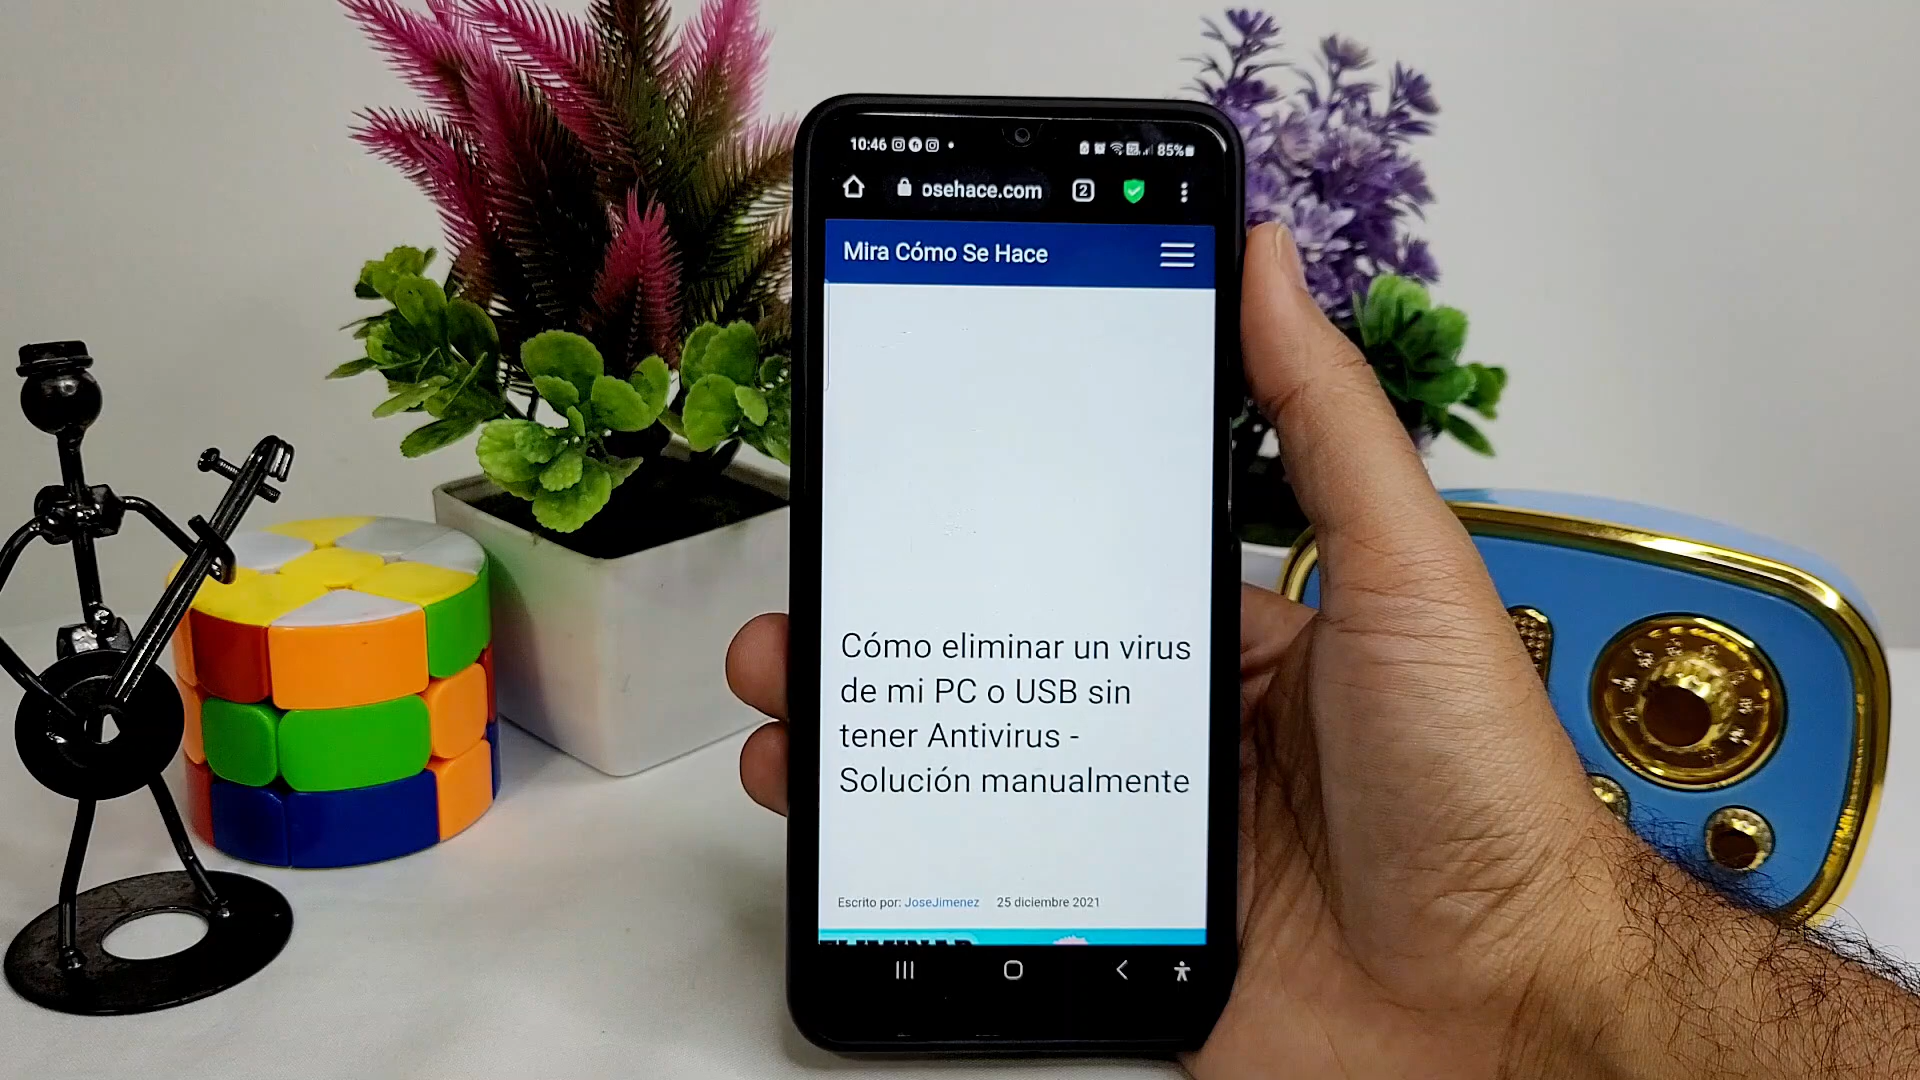 10:46
85%
osehace.com
2
Mira Cómo Se Hace
Cómo eliminar un virus
de mi PC o USB sin
tener Antivirus -
Solución manualmente
Escrito por: JoseJimenez 25 diciembre 2021